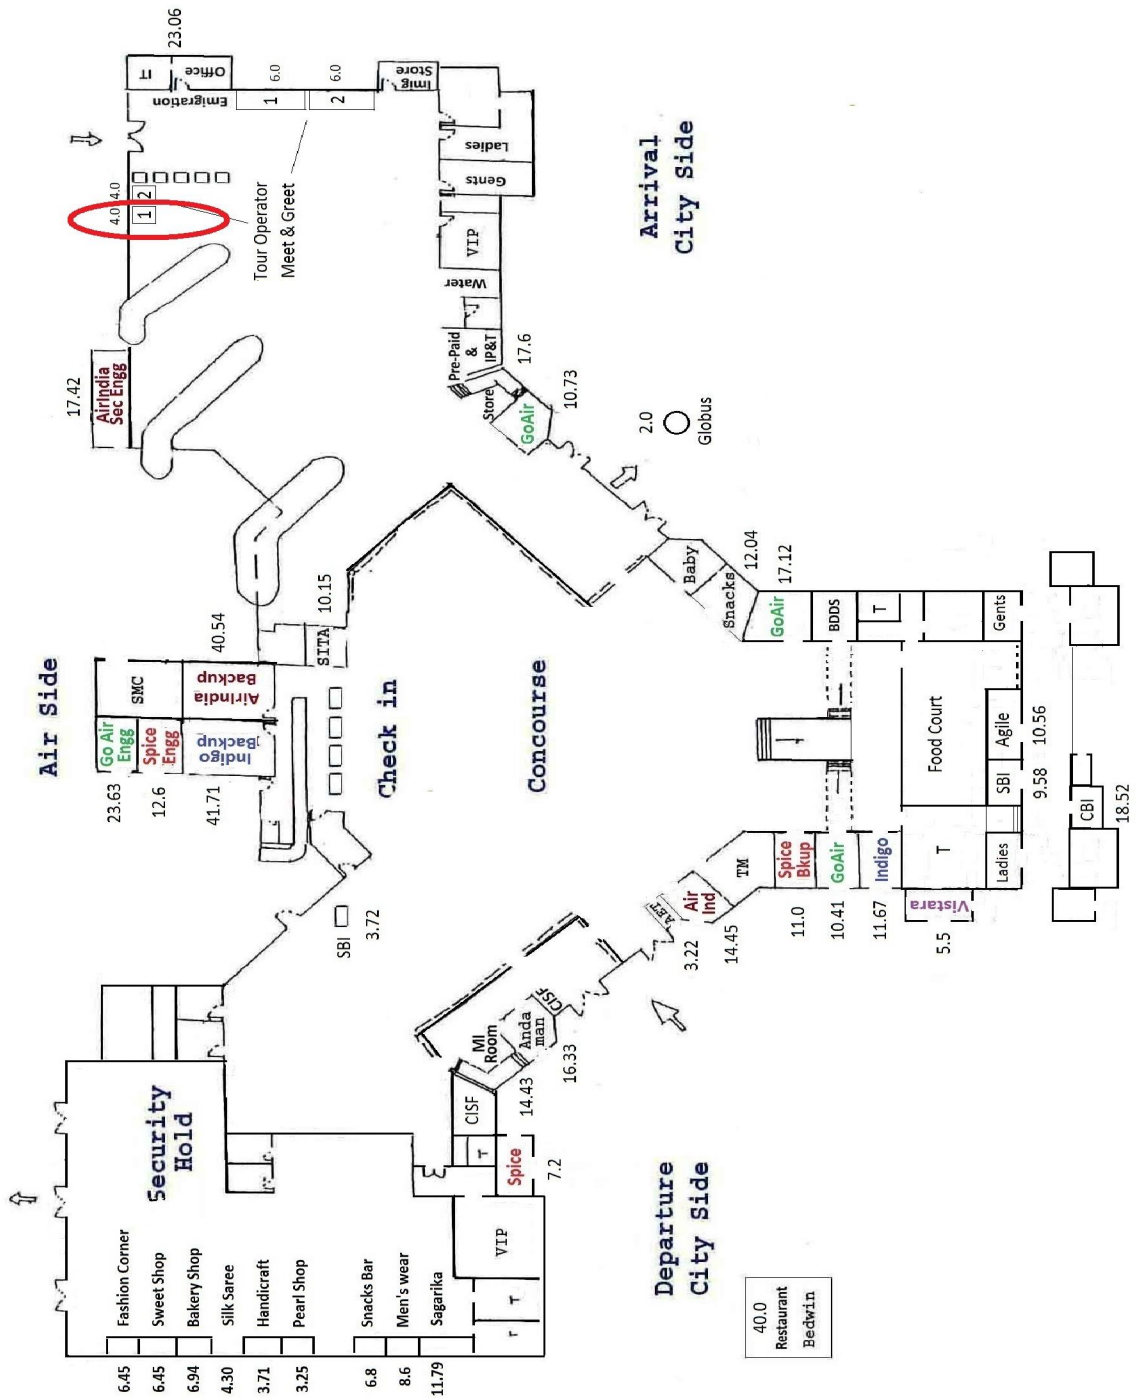 23.06
IT
Office
Emigration
1
6.0
2
6.0
Imig
Store
4.0
4.0
1
2
Tour Operator
Meet & Greet
Ladies
Gents
VIP
Water
Pre-Paid
&
IP&T
17.6
Store
GoAir
10.73
Arrival
City Side
17.42
AirIndia
Sec Engg
2.0
Globus
Air Side
SMC
AirIndia
Backup
40.54
SITA
10.15
Go Air
Engg
23.63
Spice
Engg
12.6
Indigo
Backup
41.71
Check in
Concourse
Baby
Snacks
12.04
GoAir
17.12
BDDS
T
Gents
Food Court
Agile
10.56
SBI
9.58
CBI
18.52
T
Ladies
Vistara
5.5
Indigo
11.67
GoAir
10.41
Spice
Bkup
11.0
TM
Air
Ind
14.45
AET
3.22
SBI
3.72
CISF
Anda
man
16.33
MI
Room
14.43
CISF
T
Spice
7.2
VIP
T
T
Security
Hold
Departure
City Side
Fashion Corner
6.45
Sweet Shop
6.45
Bakery Shop
6.94
Silk Saree
4.30
Handicraft
3.71
Pearl Shop
3.25
Snacks Bar
6.8
Men's wear
8.6
Sagarika
11.79
40.0
Restaurant
Bedwin